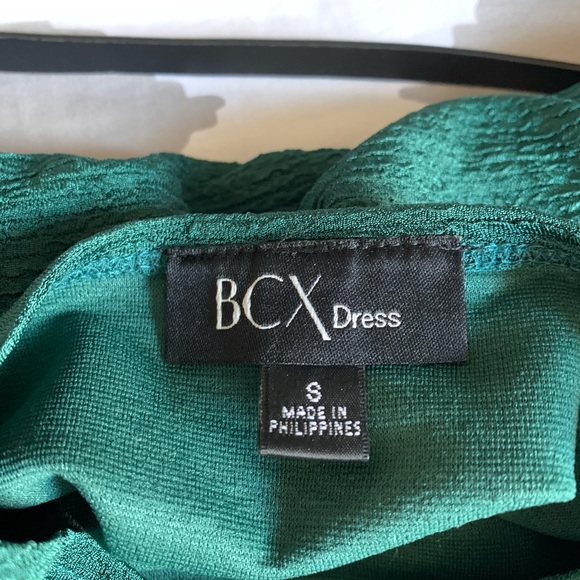 BCX Dress
S
MADE IN
PHILIPPINES